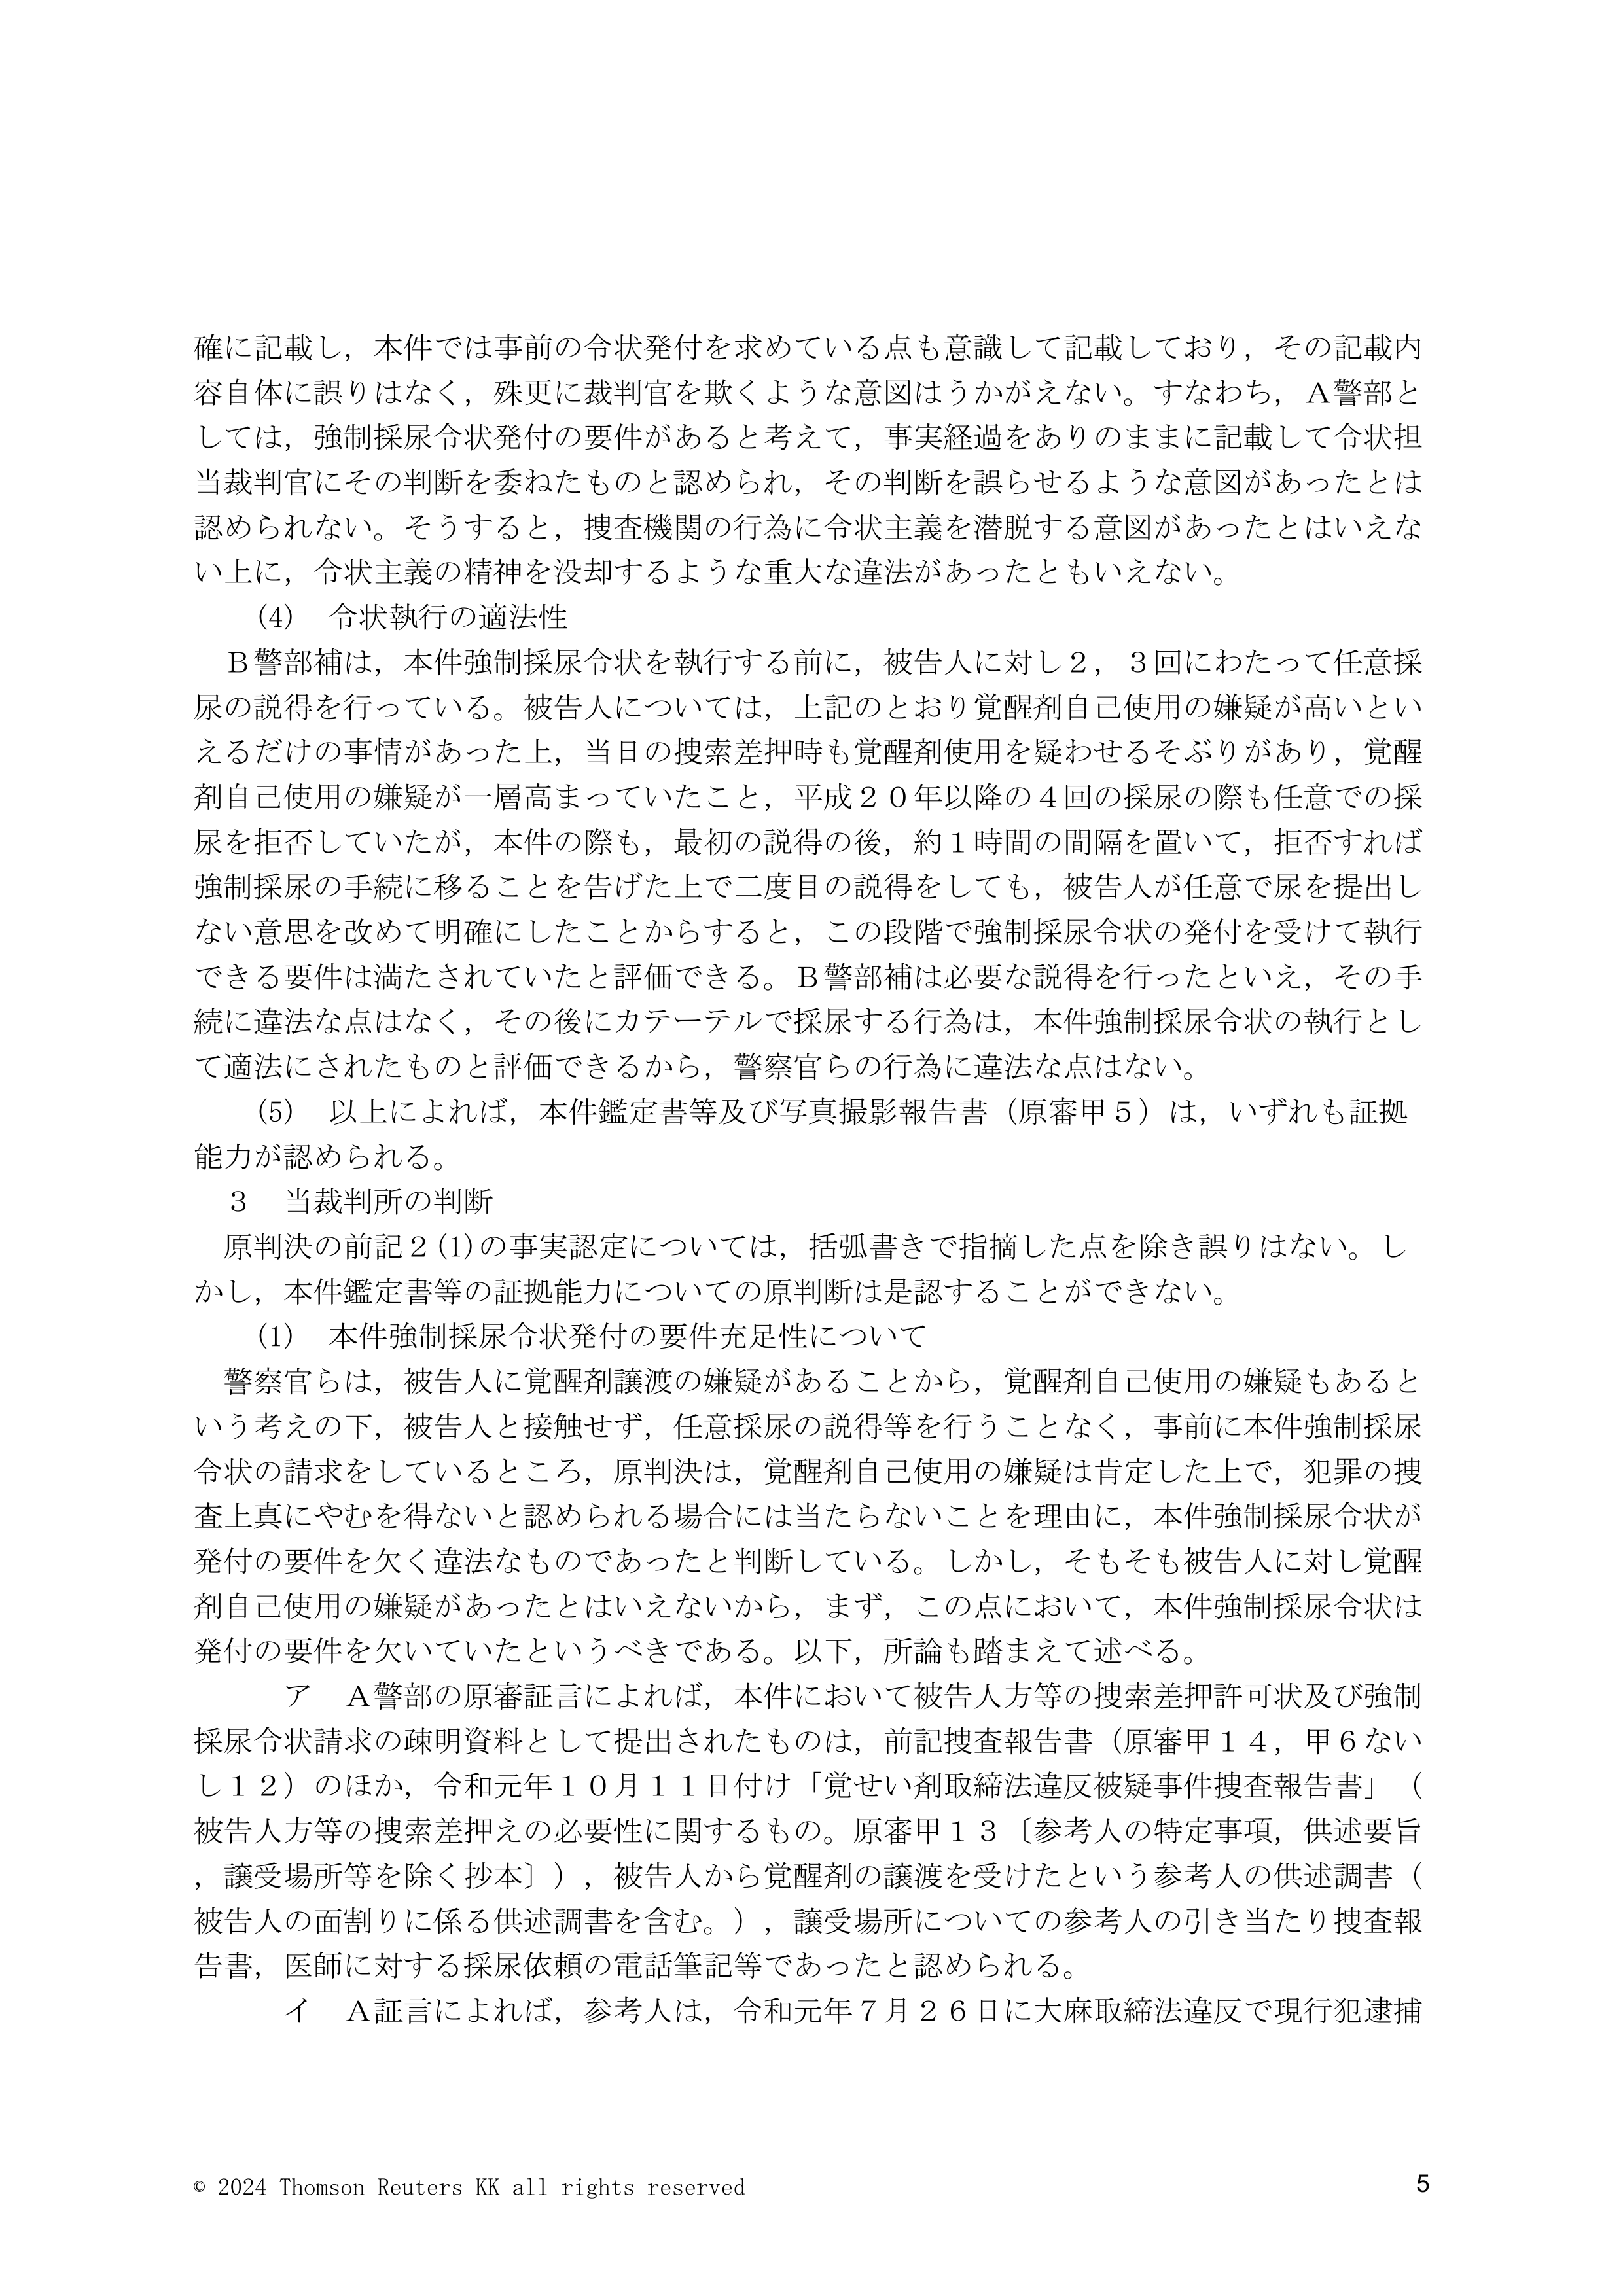 確に記載し，本件では事前の令状発付を求めている点も意識して記載しており，その記載内
容自体に誤りはなく，殊更に裁判官を欺くような意図はうかがえない。すなわち，Ａ警部と
しては，強制採尿令状発付の要件があると考えて，事実経過をありのままに記載して令状担
当裁判官にその判断を委ねたものと認められ，その判断を誤らせるような意図があったとは
認められない。そうすると，捜査機関の行為に令状主義を潜脱する意図があったとはいえな
い上に，令状主義の精神を没却するような重大な違法があったともいえない。
　　(4)　令状執行の適法性
　Ｂ警部補は，本件強制採尿令状を執行する前に，被告人に対し２，３回にわたって任意採
尿の説得を行っている。被告人については，上記のとおり覚醒剤自己使用の嫌疑が高いとい
えるだけの事情があった上，当日の捜索差押時も覚醒剤使用を疑わせるそぶりがあり，覚醒
剤自己使用の嫌疑が一層高まっていたこと，平成２０年以降の４回の採尿の際も任意での採
尿を拒否していたが，本件の際も，最初の説得の後，約１時間の間隔を置いて，拒否すれば
強制採尿の手続に移ることを告げた上で二度目の説得をしても，被告人が任意で尿を提出し
ない意思を改めて明確にしたことからすると，この段階で強制採尿令状の発付を受けて執行
できる要件は満たされていたと評価できる。Ｂ警部補は必要な説得を行ったといえ，その手
続に違法な点はなく，その後にカテーテルで採尿する行為は，本件強制採尿令状の執行とし
て適法にされたものと評価できるから，警察官らの行為に違法な点はない。
　　(5)　以上によれば，本件鑑定書等及び写真撮影報告書（原審甲５）は，いずれも証拠
能力が認められる。
　３　当裁判所の判断
　原判決の前記２(1)の事実認定については，括弧書きで指摘した点を除き誤りはない。し
かし，本件鑑定書等の証拠能力についての原判断は是認することができない。
　　(1)　本件強制採尿令状発付の要件充足性について
　警察官らは，被告人に覚醒剤譲渡の嫌疑があることから，覚醒剤自己使用の嫌疑もあると
いう考えの下，被告人と接触せず，任意採尿の説得等を行うことなく，事前に本件強制採尿
令状の請求をしているところ，原判決は，覚醒剤自己使用の嫌疑は肯定した上で，犯罪の捜
査上真にやむを得ないと認められる場合には当たらないことを理由に，本件強制採尿令状が
発付の要件を欠く違法なものであったと判断している。しかし，そもそも被告人に対し覚醒
剤自己使用の嫌疑があったとはいえないから，まず，この点において，本件強制採尿令状は
発付の要件を欠いていたというべきである。以下，所論も踏まえて述べる。
　　　ア　Ａ警部の原審証言によれば，本件において被告人方等の捜索差押許可状及び強制
採尿令状請求の疎明資料として提出されたものは，前記捜査報告書（原審甲１４，甲６ない
し１２）のほか，令和元年１０月１１日付け「覚せい剤取締法違反被疑事件捜査報告書」（
被告人方等の捜索差押えの必要性に関するもの。原審甲１３〔参考人の特定事項，供述要旨
，譲受場所等を除く抄本〕），被告人から覚醒剤の譲渡を受けたという参考人の供述調書（
被告人の面割りに係る供述調書を含む。），譲受場所についての参考人の引き当たり捜査報
告書，医師に対する採尿依頼の電話筆記等であったと認められる。
　　　イ　Ａ証言によれば，参考人は，令和元年７月２６日に大麻取締法違反で現行犯逮捕
© 2024 Thomson Reuters KK all rights reserved
5